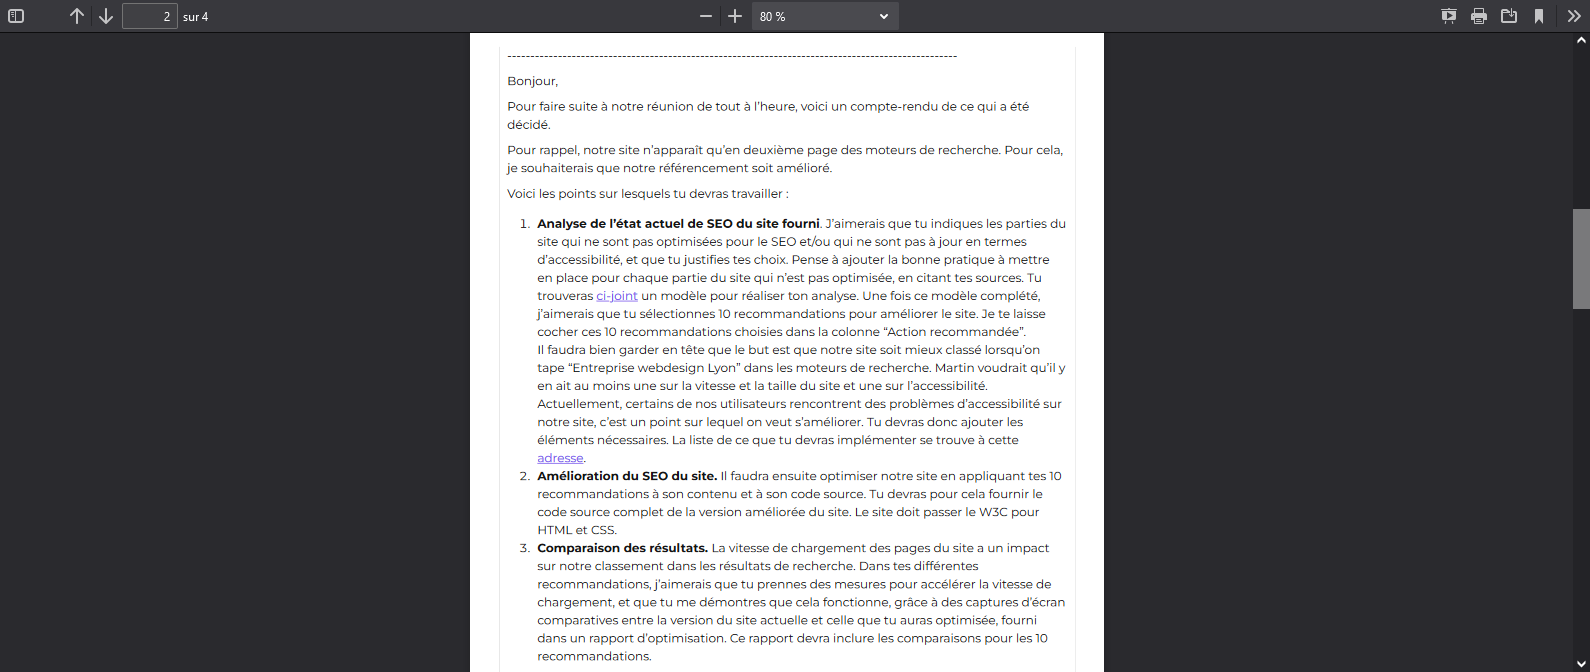 2 sur 4
80 %
----------------------------------------------------------------------------------------------------
Bonjour,
Pour faire suite à notre réunion de tout à l’heure, voici un compte-rendu de ce qui a été
décidé.
Pour rappel, notre site n’apparaît qu’en deuxième page des moteurs de recherche. Pour cela,
je souhaiterais que notre référencement soit amélioré.
Voici les points sur lesquels tu devras travailler :
1. Analyse de l’état actuel de SEO du site fourni. J’aimerais que tu indiques les parties du
site qui ne sont pas optimisées pour le SEO et/ou qui ne sont pas à jour en termes
d’accessibilité, et que tu justifies tes choix. Pense à ajouter la bonne pratique à mettre
en place pour chaque partie du site qui n’est pas optimisée, en citant tes sources. Tu
trouveras ci-joint un modèle pour réaliser ton analyse. Une fois ce modèle complété,
j’aimerais que tu sélectionnes 10 recommandations pour améliorer le site. Je te laisse
cocher ces 10 recommandations choisies dans la colonne “Action recommandée”.
Il faudra bien garder en tête que le but est que notre site soit mieux classé lorsqu’on
tape “Entreprise webdesign Lyon” dans les moteurs de recherche. Martin voudrait qu’il y
en ait au moins une sur la vitesse et la taille du site et une sur l’accessibilité.
Actuellement, certains de nos utilisateurs rencontrent des problèmes d’accessibilité sur
notre site, c’est un point sur lequel on veut s’améliorer. Tu devras donc ajouter les
éléments nécessaires. La liste de ce que tu devras implémenter se trouve à cette
adresse.
2. Amélioration du SEO du site. Il faudra ensuite optimiser notre site en appliquant tes 10
recommandations à son contenu et à son code source. Tu devras pour cela fournir le
code source complet de la version améliorée du site. Le site doit passer le W3C pour
HTML et CSS.
3. Comparaison des résultats. La vitesse de chargement des pages du site a un impact
sur notre classement dans les résultats de recherche. Dans tes différentes
recommandations, j’aimerais que tu prennes des mesures pour accélérer la vitesse de
chargement, et que tu me démontres que cela fonctionne, grâce à des captures d’écran
comparatives entre la version du site actuelle et celle que tu auras optimisée, fourni
dans un rapport d’optimisation. Ce rapport devra inclure les comparaisons pour les 10
recommandations.